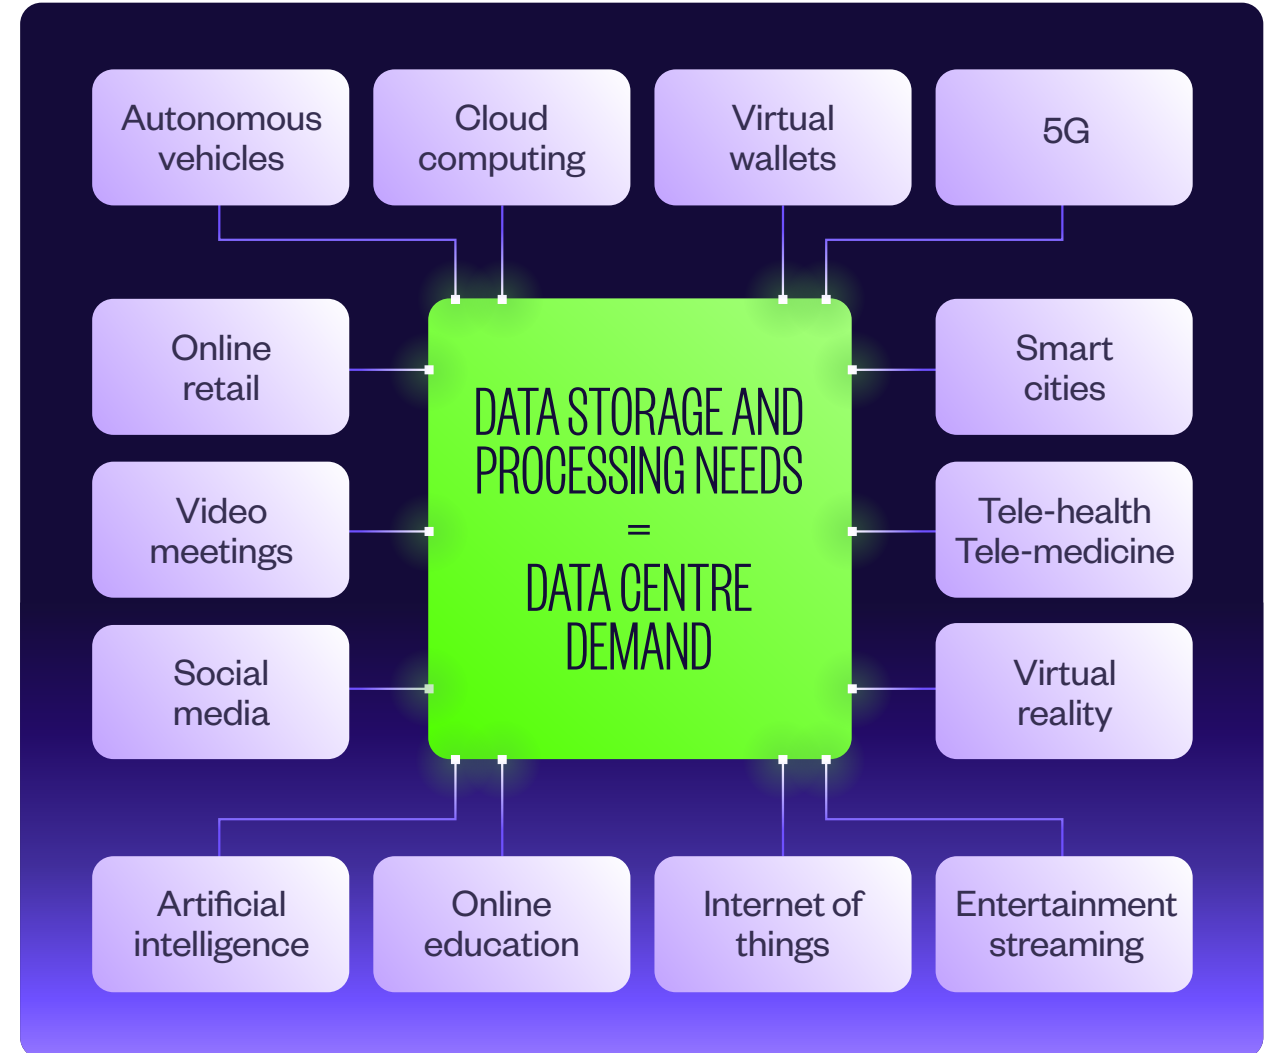 Autonomous
vehicles
Cloud
computing
Virtual
wallets
5G
Online
retail
DATA STORAGE AND
PROCESSING NEEDS
=
DATA CENTRE
DEMAND
Smart
cities
Video
meetings
Tele-health
Tele-medicine
Social
media
Virtual
reality
Artificial
intelligence
Online
education
Internet of
things
Entertainment
streaming